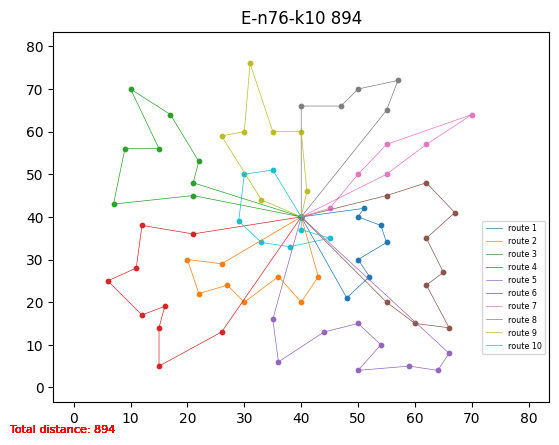 E-n76-k10 894
80
70
60
50
40
30
20
10
0
0 10 20 30 40 50 60 70 80
route 1
route 2
route 3
route 4
route 5
route 6
route 7
route 8
route 9
route 10
Total distance: 894